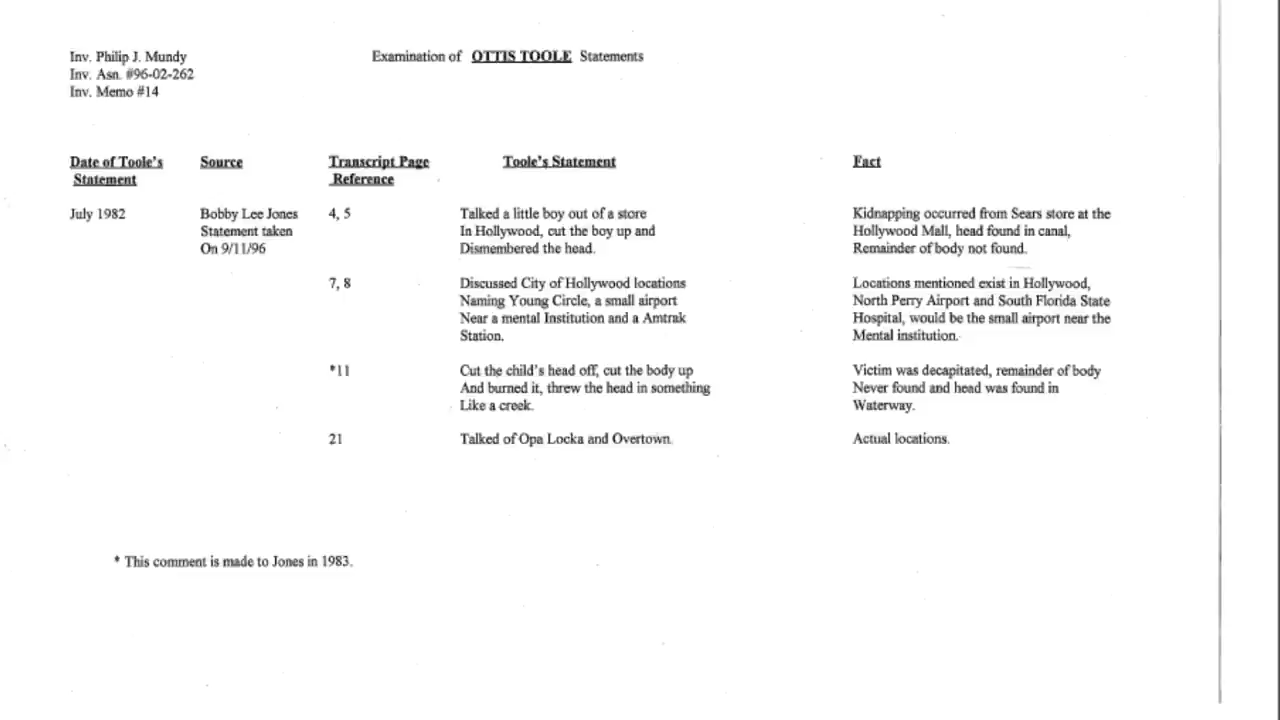 Inv. Philip J. Mundy
Inv. Asn. #96-02-262
Inv. Memo #14
Examination of OTTIS TOOLE Statements
Date of Toole's
Statement
Source
Transcript Page
Reference
Toole's Statement
Fact
July 1982
Bobby Lee Jones
Statement taken
On 9/11/96
4, 5
Talked a little boy out of a store
In Hollywood, cut the boy up and
Dismembered the head.
Kidnapping occurred from Sears store at the
Hollywood Mall, head found in canal,
Remainder of body not found.
7, 8
Discussed City of Hollywood locations
Naming Young Circle, a small airport
Near a mental Institution and a Amtrak
Station.
Locations mentioned exist in Hollywood,
North Perry Airport and South Florida State
Hospital, would be the small airport near the
Mental institution.
*11
Cut the child's head off, cut the body up
And burned it, threw the head in something
Like a creek.
Victim was decapitated, remainder of body
Never found and head was found in
Waterway.
21
Talked of Opa Locka and Overtown.
Actual locations.
* This comment is made to Jones in 1983.